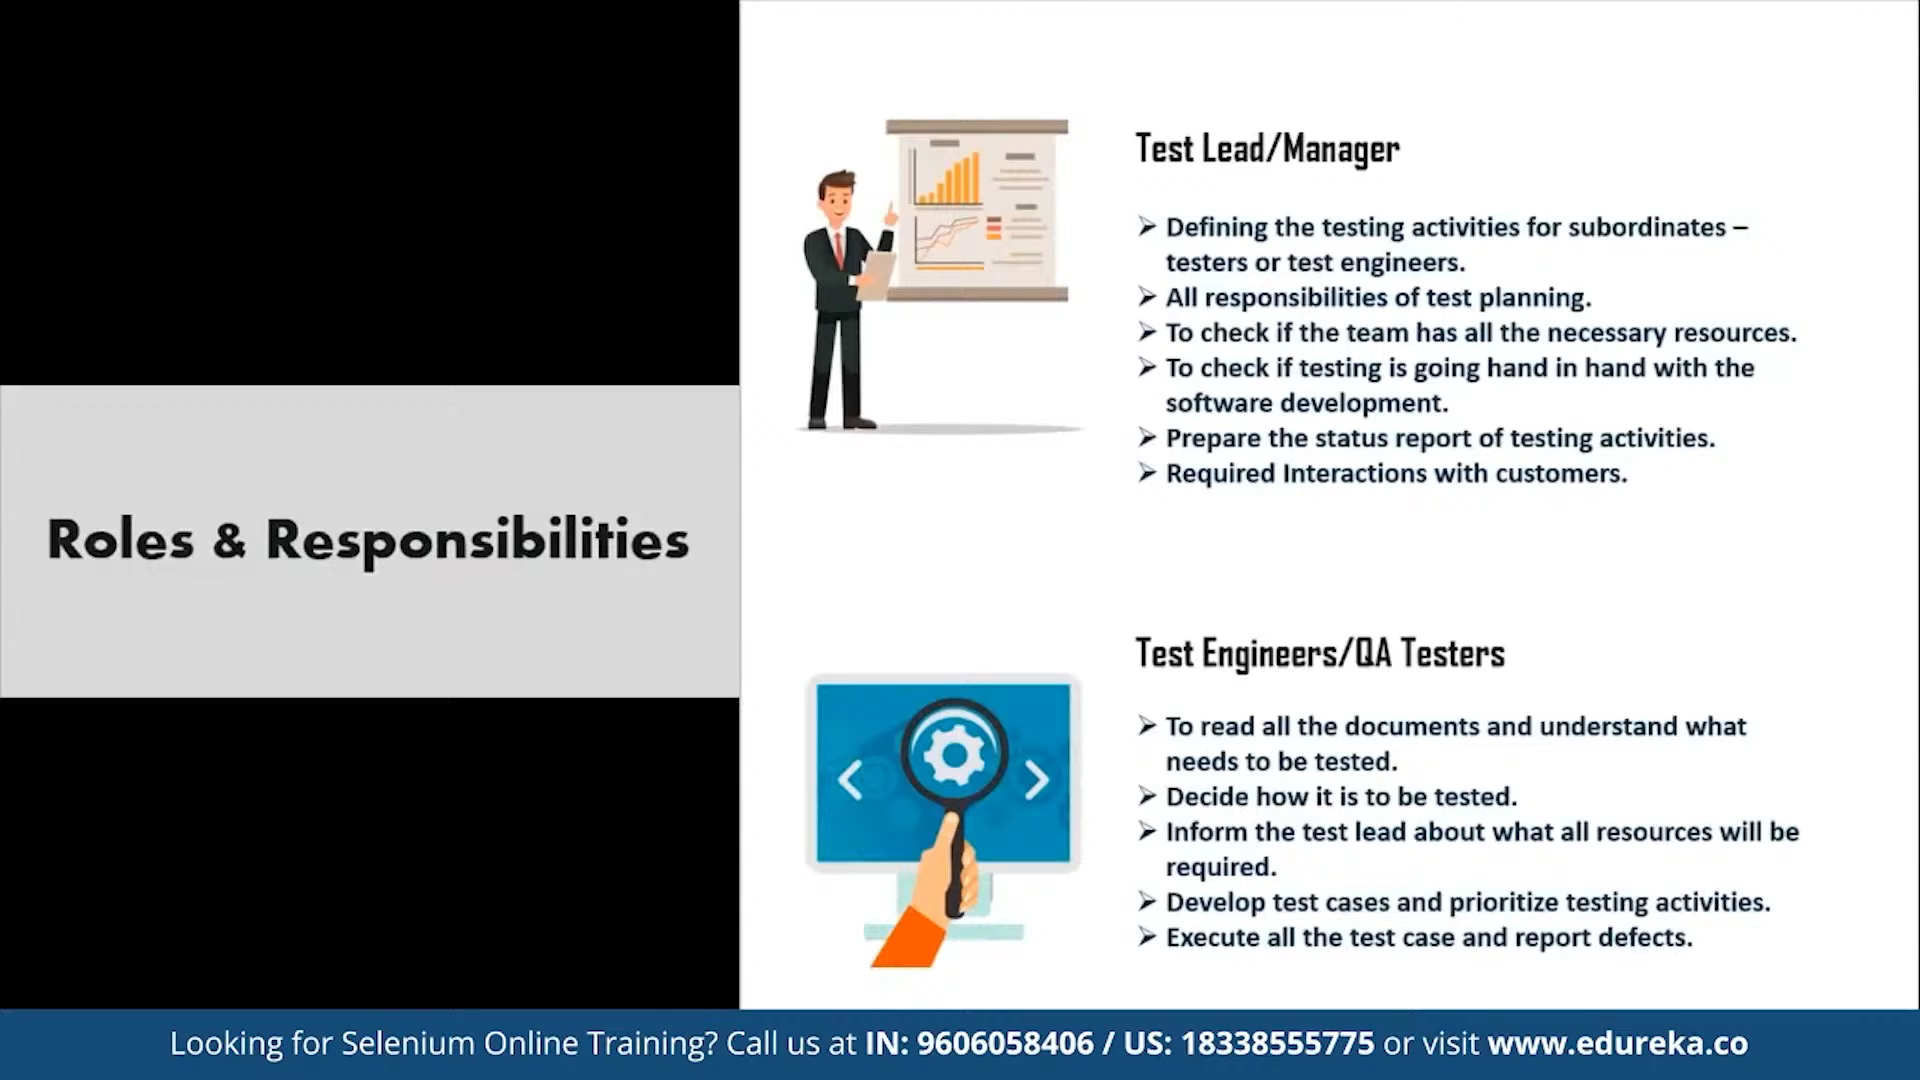 Roles & Responsibilities
Test Lead/Manager
➢ Defining the testing activities for subordinates –
testers or test engineers.
➢ All responsibilities of test planning.
➢ To check if the team has all the necessary resources.
➢ To check if testing is going hand in hand with the
software development.
➢ Prepare the status report of testing activities.
➢ Required Interactions with customers.
Test Engineers/QA Testers
➢ To read all the documents and understand what
needs to be tested.
➢ Decide how it is to be tested.
➢ Inform the test lead about what all resources will be
required.
➢ Develop test cases and prioritize testing activities.
➢ Execute all the test case and report defects.
Looking for Selenium Online Training? Call us at IN: 9606058406 / US: 18338555775 or visit www.edureka.co